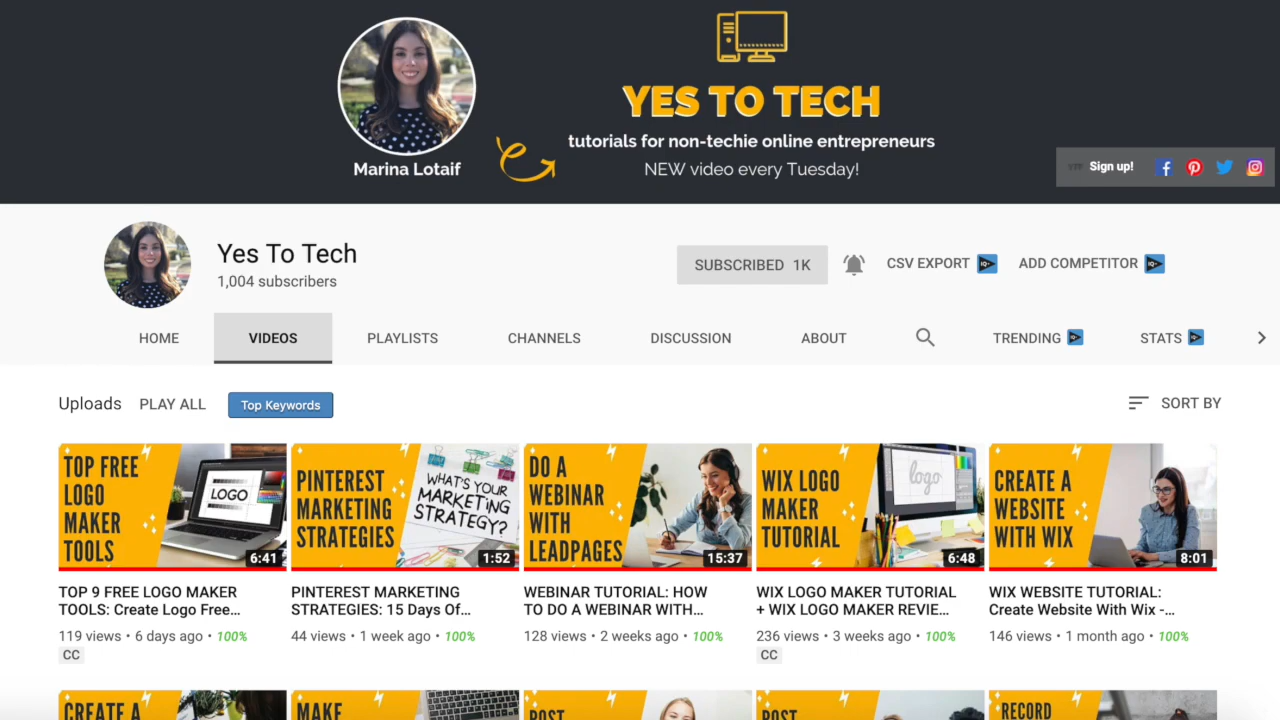 YES TO TECH
tutorials for non-techie online entrepreneurs
Marina Lotaif
NEW video every Tuesday!
Sign up!
Yes To Tech
1,004 subscribers
SUBSCRIBED 1K
CSV EXPORT
ADD COMPETITOR
HOME VIDEOS PLAYLISTS CHANNELS DISCUSSION ABOUT TRENDING STATS
Uploads PLAY ALL Top Keywords SORT BY
TOP FREE
LOGO
MAKER
TOOLS
LOGO
6:41
PINTEREST
MARKETING
STRATEGIES
WHAT'S YOUR
MARKETING
STRATEGY?
1:52
DO A
WEBINAR
WITH
LEADPAGES
15:37
WIX LOGO
MAKER
TUTORIAL
logo
6:48
CREATE A
WEBSITE
WITH WIX
8:01
TOP 9 FREE LOGO MAKER
TOOLS: Create Logo Free...
119 views • 6 days ago • 100%
CC
PINTEREST MARKETING
STRATEGIES: 15 Days Of...
44 views • 1 week ago • 100%
WEBINAR TUTORIAL: HOW
TO DO A WEBINAR WITH...
128 views • 2 weeks ago • 100%
WIX LOGO MAKER TUTORIAL
+ WIX LOGO MAKER REVIE...
236 views • 3 weeks ago • 100%
CC
WIX WEBSITE TUTORIAL:
Create Website With Wix -...
146 views • 1 month ago • 100%
CREATE A
MAKE
POST
POST
RECORD